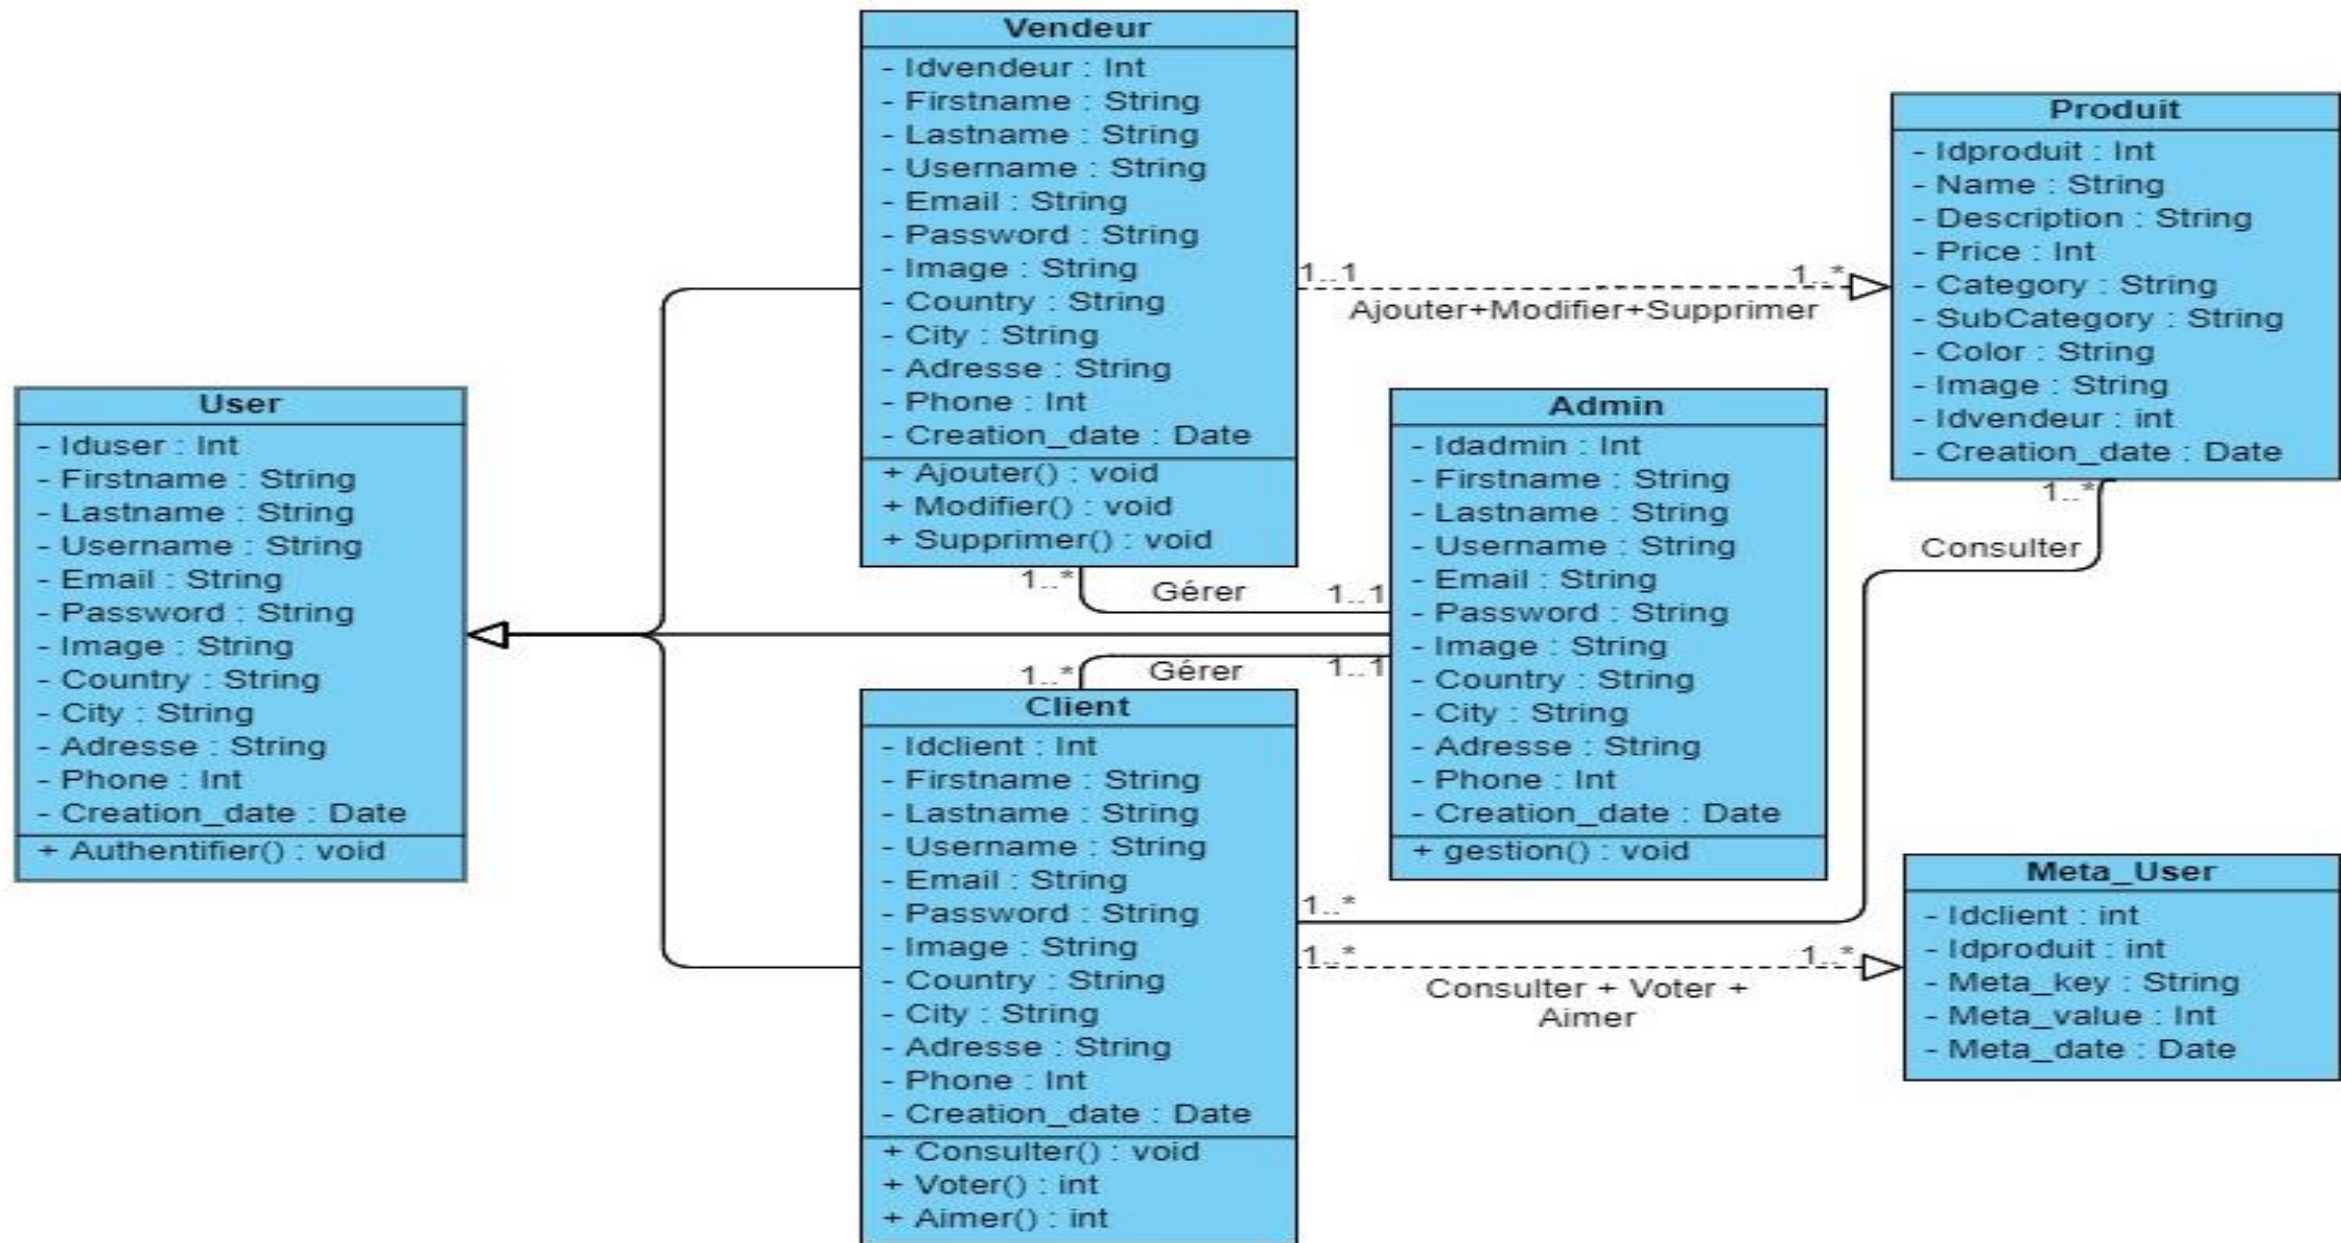 Vendeur
- Idvendeur : Int
- Firstname : String
- Lastname : String
- Username : String
- Email : String
- Password : String
- Image : String
- Country : String
- City : String
- Adresse : String
- Phone : Int
- Creation_date : Date
+ Ajouter() : void
+ Modifier() : void
+ Supprimer() : void
Produit
- Idproduit : Int
- Name : String
- Description : String
- Price : Int
- Category : String
- SubCategory : String
- Color : String
- Image : String
- Idvendeur : int
- Creation_date : Date
1..1
1..*
Ajouter+Modifier+Supprimer
User
- Iduser : Int
- Firstname : String
- Lastname : String
- Username : String
- Email : String
- Password : String
- Image : String
- Country : String
- City : String
- Adresse : String
- Phone : Int
- Creation_date : Date
+ Authentifier() : void
Admin
- Idadmin : Int
- Firstname : String
- Lastname : String
- Username : String
- Email : String
- Password : String
- Image : String
- Country : String
- City : String
- Adresse : String
- Phone : Int
- Creation_date : Date
+ gestion() : void
1..*
Gérer
1..1
1..*
Gérer
1..1
1..*
Consulter
Client
- Idclient : Int
- Firstname : String
- Lastname : String
- Username : String
- Email : String
- Password : String
- Image : String
- Country : String
- City : String
- Adresse : String
- Phone : Int
- Creation_date : Date
+ Consulter() : void
+ Voter() : int
+ Aimer() : int
1..*
1..*
1..*
Consulter + Voter +
Aimer
Meta_User
- Idclient : int
- Idproduit : int
- Meta_key : String
- Meta_value : Int
- Meta_date : Date